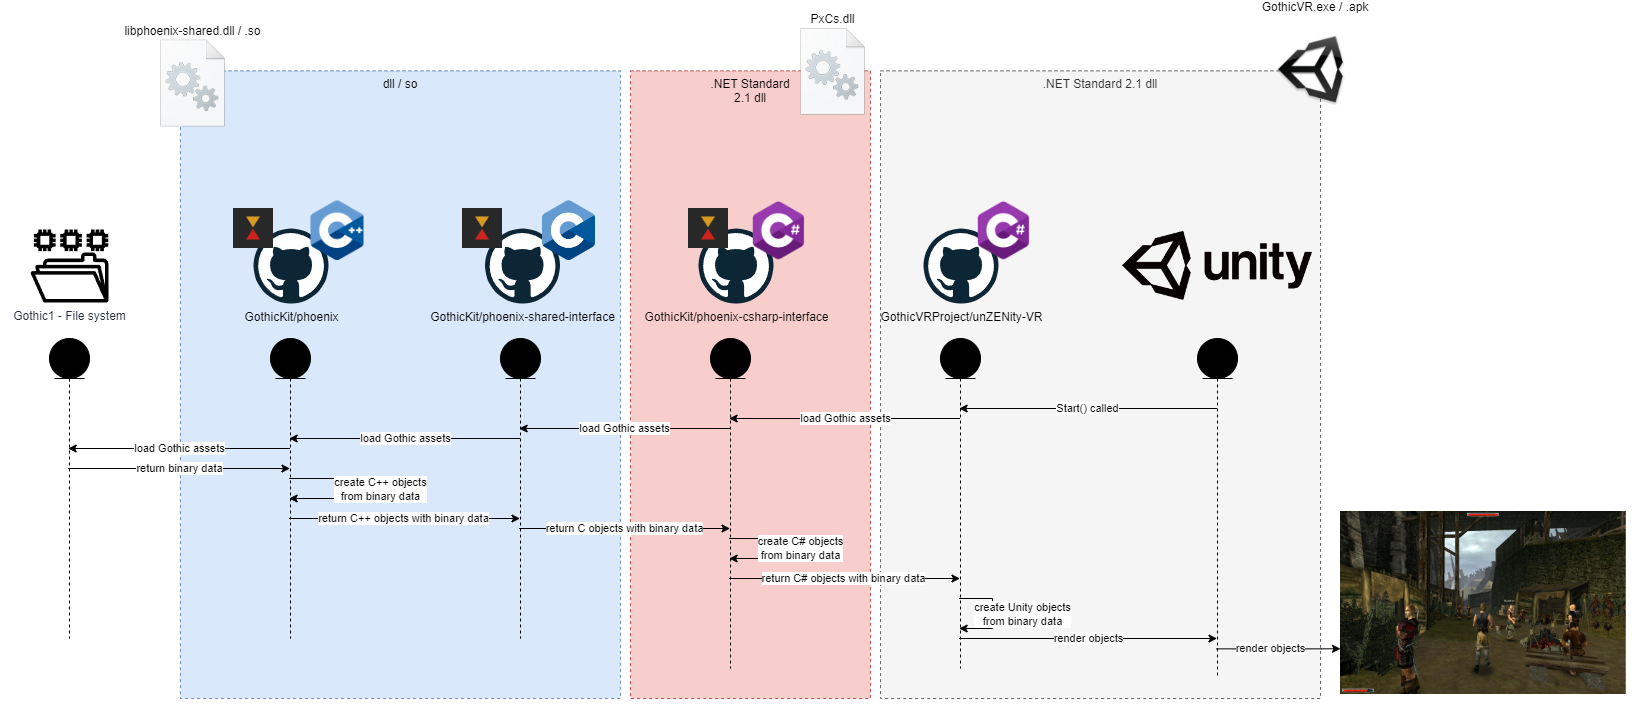 GothicVR.exe / .apk
PxCs.dll
libphoenix-shared.dll / .so
dll / so
.NET Standard
2.1 dll
.NET Standard 2.1 dll
C++
C
C#
C#
unity
Gothic1 - File system
GothicKit/phoenix
GothicKit/phoenix-shared-interface
GothicKit/phoenix-csharp-interface
GothicVRProject/unZENity-VR
Start() called
load Gothic assets
load Gothic assets
load Gothic assets
load Gothic assets
return binary data
create C++ objects
from binary data
return C++ objects with binary data
return C objects with binary data
create C# objects
from binary data
return C# objects with binary data
create Unity objects
from binary data
render objects
render objects